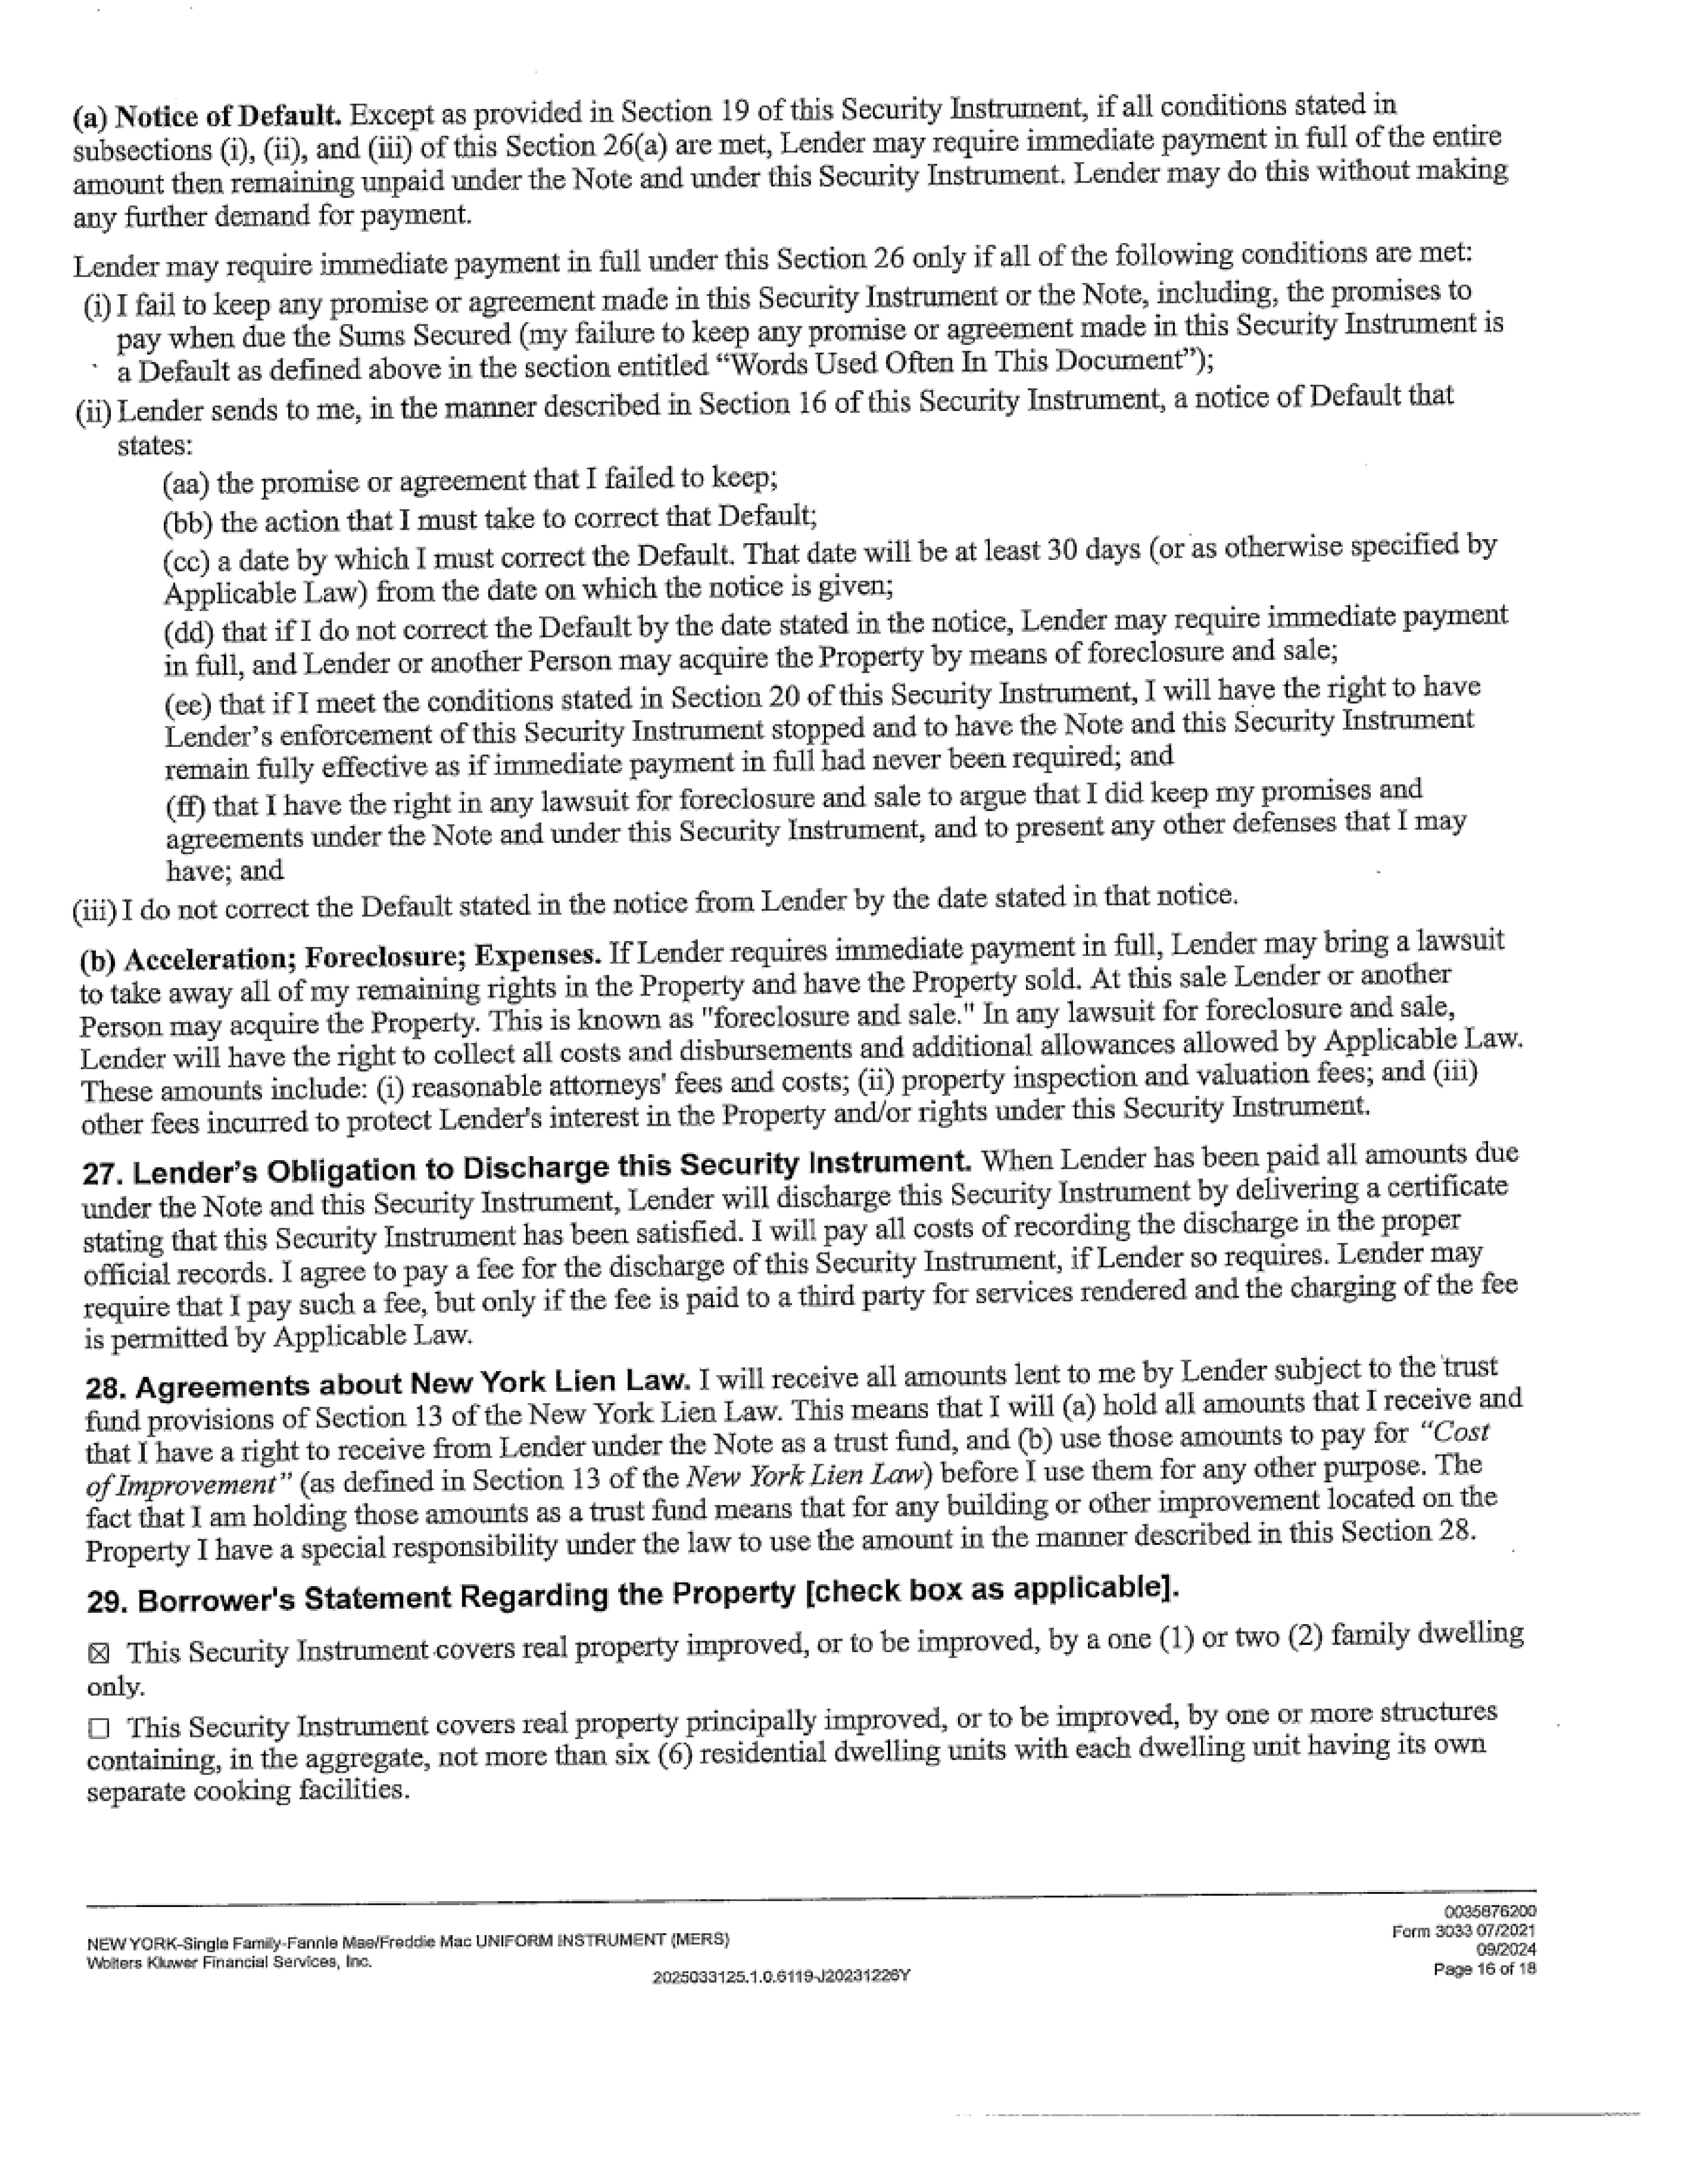 (a) Notice of Default. Except as provided in Section 19 of this Security Instrument, if all conditions stated in
subsections (i), (ii), and (iii) of this Section 26(a) are met, Lender may require immediate payment in full of the entire
amount then remaining unpaid under the Note and under this Security Instrument. Lender may do this without making
any further demand for payment.
Lender may require immediate payment in full under this Section 26 only if all of the following conditions are met:
(i) I fail to keep any promise or agreement made in this Security Instrument or the Note, including, the promises to
pay when due the Sums Secured (my failure to keep any promise or agreement made in this Security Instrument is
a Default as defined above in the section entitled “Words Used Often In This Document”);
(ii) Lender sends to me, in the manner described in Section 16 of this Security Instrument, a notice of Default that
states:
(aa) the promise or agreement that I failed to keep;
(bb) the action that I must take to correct that Default;
(cc) a date by which I must correct the Default. That date will be at least 30 days (or as otherwise specified by
Applicable Law) from the date on which the notice is given;
(dd) that if I do not correct the Default by the date stated in the notice, Lender may require immediate payment
in full, and Lender or another Person may acquire the Property by means of foreclosure and sale;
(ee) that if I meet the conditions stated in Section 20 of this Security Instrument, I will have the right to have
Lender’s enforcement of this Security Instrument stopped and to have the Note and this Security Instrument
remain fully effective as if immediate payment in full had never been required; and
(ff) that I have the right in any lawsuit for foreclosure and sale to argue that I did keep my promises and
agreements under the Note and under this Security Instrument, and to present any other defenses that I may
have; and
(iii) I do not correct the Default stated in the notice from Lender by the date stated in that notice.
(b) Acceleration; Foreclosure; Expenses. If Lender requires immediate payment in full, Lender may bring a lawsuit
to take away all of my remaining rights in the Property and have the Property sold. At this sale Lender or another
Person may acquire the Property. This is known as "foreclosure and sale." In any lawsuit for foreclosure and sale,
Lender will have the right to collect all costs and disbursements and additional allowances allowed by Applicable Law.
These amounts include: (i) reasonable attorneys' fees and costs; (ii) property inspection and valuation fees; and (iii)
other fees incurred to protect Lender's interest in the Property and/or rights under this Security Instrument.
27. Lender’s Obligation to Discharge this Security Instrument. When Lender has been paid all amounts due
under the Note and this Security Instrument, Lender will discharge this Security Instrument by delivering a certificate
stating that this Security Instrument has been satisfied. I will pay all costs of recording the discharge in the proper
official records. I agree to pay a fee for the discharge of this Security Instrument, if Lender so requires. Lender may
require that I pay such a fee, but only if the fee is paid to a third party for services rendered and the charging of the fee
is permitted by Applicable Law.
28. Agreements about New York Lien Law. I will receive all amounts lent to me by Lender subject to the trust
fund provisions of Section 13 of the New York Lien Law. This means that I will (a) hold all amounts that I receive and
that I have a right to receive from Lender under the Note as a trust fund, and (b) use those amounts to pay for “Cost
of Improvement” (as defined in Section 13 of the New York Lien Law) before I use them for any other purpose. The
fact that I am holding those amounts as a trust fund means that for any building or other improvement located on the
Property I have a special responsibility under the law to use the amount in the manner described in this Section 28.
29. Borrower's Statement Regarding the Property [check box as applicable].
☒ This Security Instrument covers real property improved, or to be improved, by a one (1) or two (2) family dwelling
only.
☐ This Security Instrument covers real property principally improved, or to be improved, by one or more structures
containing, in the aggregate, not more than six (6) residential dwelling units with each dwelling unit having its own
separate cooking facilities.
0035876200
NEW YORK-Single Family-Fannie Mae/Freddie Mac UNIFORM INSTRUMENT (MERS)
Form 3033 07/2021
Wolters Kluwer Financial Services, Inc.
09/2024
2025033125.1.0.6119-J20231226Y
Page 16 of 18